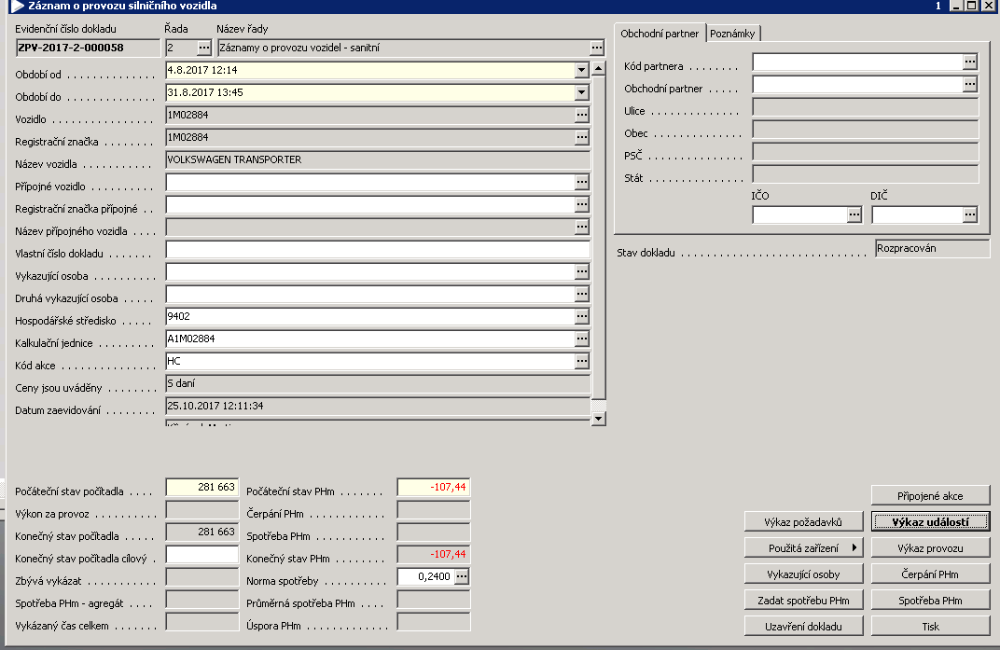 Záznam o provozu silničního vozidla 1
Evidenční číslo dokladu Řada Název řady
ZPV-2017-2-000058 2 ... Záznamy o provozu vozidel - sanitní ...
Období od . . . . . . . . . . . . 4.8.2017 12:14
Období do . . . . . . . . . . . . 31.8.2017 13:45
Vozidlo . . . . . . . . . . . . . . 1M02884 ...
Registrační značka . . . . . . . 1M02884 ...
Název vozidla . . . . . . . . . . VOLKSWAGEN TRANSPORTER
Přípojné vozidlo . . . . . . . . . ...
Registrační značka přípojné . . ...
Název přípojného vozidla . . . . ...
Vlastní číslo dokladu . . . . . .
Vykazující osoba . . . . . . . . . ...
Druhá vykazující osoba . . . . . ...
Hospodářské středisko . . . . . 9402 ...
Kalkulační jednice . . . . . . . . A1M02884 ...
Kód akce . . . . . . . . . . . . . HC ...
Ceny jsou uváděny . . . . . . . S daní
Datum zaevidování . . . . . . . 25.10.2017 12:11:34
Obchodní partner Poznámky
Kód partnera . . . . . . . ...
Obchodní partner . . . . . ...
Ulice . . . . . . . . . . . . .
Obec . . . . . . . . . . . . .
PSČ . . . . . . . . . . . . . .
Stát . . . . . . . . . . . . . .
IČO DIČ
... ...
Stav dokladu . . . . . . . . . . . . . . . . . . . . . . . . . . . . Rozpracován
Počáteční stav počítadla . . . . 281 663 Počáteční stav PHm . . . . . . . -107,44
Výkon za provoz . . . . . . . . . Čerpání PHm . . . . . . . . . . . .
Konečný stav počítadla . . . . . 281 663 Spotřeba PHm . . . . . . . . . . .
Konečný stav počítadla cílový . Konečný stav PHm . . . . . . . . -107,44
Zbývá vykázat . . . . . . . . . . Norma spotřeby . . . . . . . . . . 0,2400 ...
Spotřeba PHm - agregát . . . . Průměrná spotřeba PHm . . . .
Vykázaný čas celkem . . . . . . Úspora PHm . . . . . . . . . . . .
Připojené akce
Výkaz požadavků Výkaz událostí
Použitá zařízení Výkaz provozu
Vykazující osoby Čerpání PHm
Zadat spotřebu PHm Spotřeba PHm
Uzavření dokladu Tisk